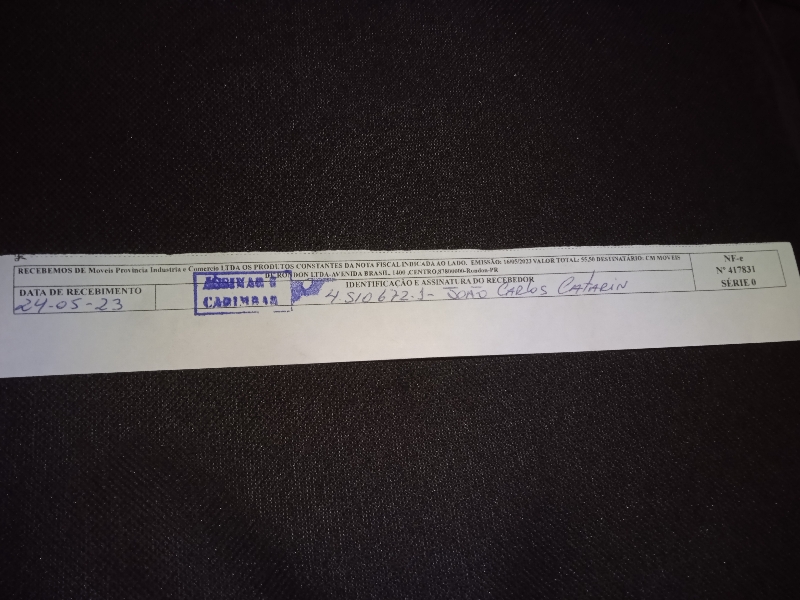 RECEBEMOS DE Moveis Provincia Industria e Comercio LTDA OS PRODUTOS CONSTANTES DA NOTA FISCAL INDICADA AO LADO. EMISSÃO: 16/05/2023 VALOR TOTAL: 55,50 DESTINATARIO: CM MOVEIS
DE RONDON LTDA-AVENIDA BRASIL, 1400 ,CENTRO,87800000-Rondon-PR
NF-e
Nº 417831
SÉRIE 0
DATA DE RECEBIMENTO
24-05-23
ASSINAR E
CARIMBAR
IDENTIFICAÇÃO E ASSINATURA DO RECEBEDOR
4.510.672-1- JOÃO CARLOS CATARIN